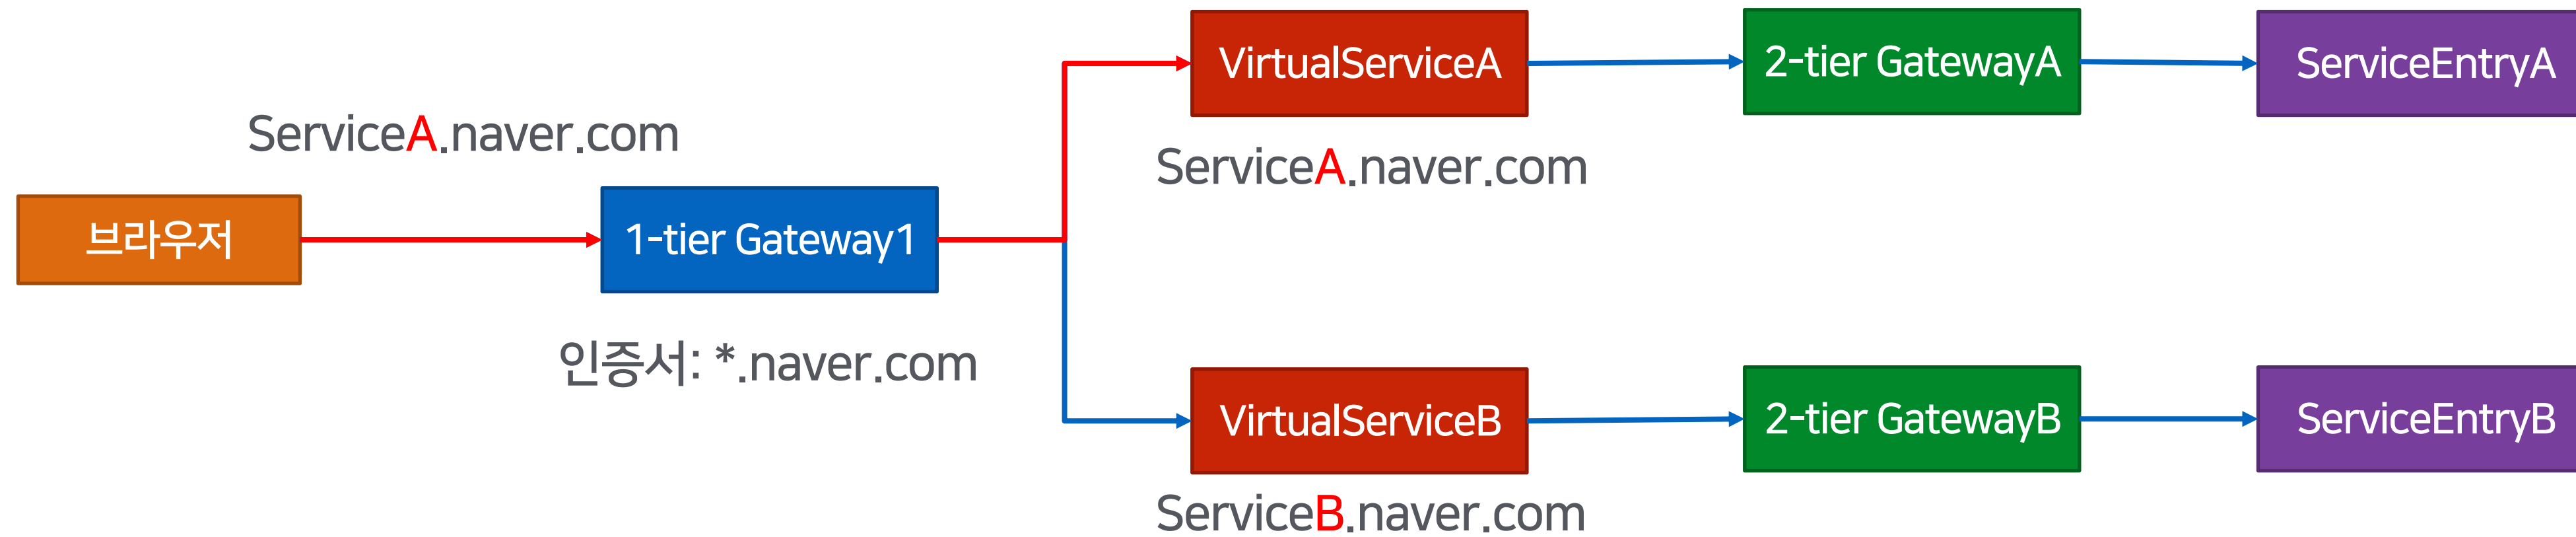 VirtualServiceA
2-tier GatewayA
ServiceEntryA
ServiceA.naver.com
ServiceA.naver.com
브라우저
1-tier Gateway1
인증서: *.naver.com
VirtualServiceB
2-tier GatewayB
ServiceEntryB
ServiceB.naver.com